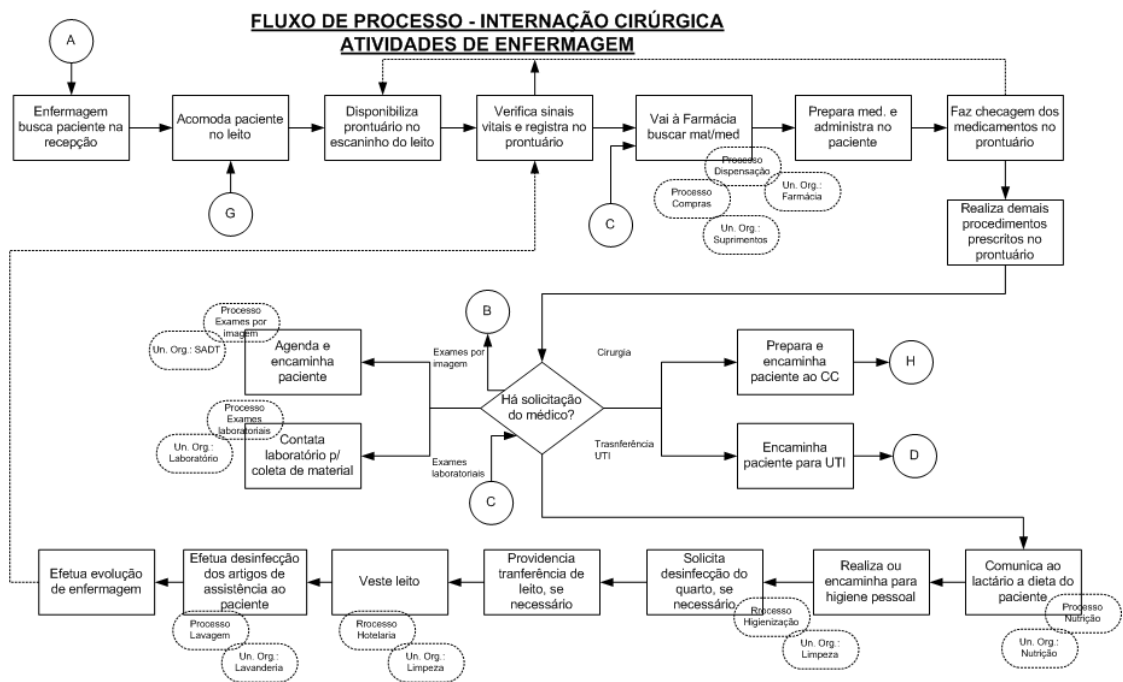 FLUXO DE PROCESSO - INTERNAÇÃO CIRÚRGICA
ATIVIDADES DE ENFERMAGEM
A
Enfermagem
busca paciente na
recepção
Acomoda paciente
no leito
Disponibiliza
prontuário no
escaninho do leito
Verifica sinais
vitais e registra no
prontuário
Vai à Farmácia
buscar mat/med
Prepara med. e
administra no
paciente
Faz checagem dos
medicamentos no
prontuário
Processo
Dispensação
Un. Org.:
Farmácia
Processo
Compras
Un. Org.:
Suprimentos
G
C
Realiza demais
procedimentos
prescritos no
prontuário
Processo
Exames por
imagem
Un. Org.: SADT
Agenda e
encaminha
paciente
B
Exames por
imagem
Cirurgia
Prepara e
encaminha
paciente ao CC
H
Há solicitação
do médico?
Processo
Exames
laboratoriais
Un. Org.:
Laboratório
Contata
laboratório p/
coleta de material
Exames
laboratoriais
C
Trasnferência
UTI
Encaminha
paciente para UTI
D
Efetua evolução
de enfermagem
Efetua desinfecção
dos artigos de
assistência ao
paciente
Veste leito
Providencia
tranferência de
leito, se
necessário
Solicita
desinfecção do
quarto, se
necessário
Realiza ou
encaminha para
higiene pessoal
Comunica ao
lactário a dieta do
paciente
Processo
Lavagem
Un. Org.:
Lavanderia
Rrocesso
Hotelaria
Un. Org.:
Limpeza
Rrocesso
Higienização
Un. Org.:
Limpeza
Processo
Nutrição
Un. Org.:
Nutrição